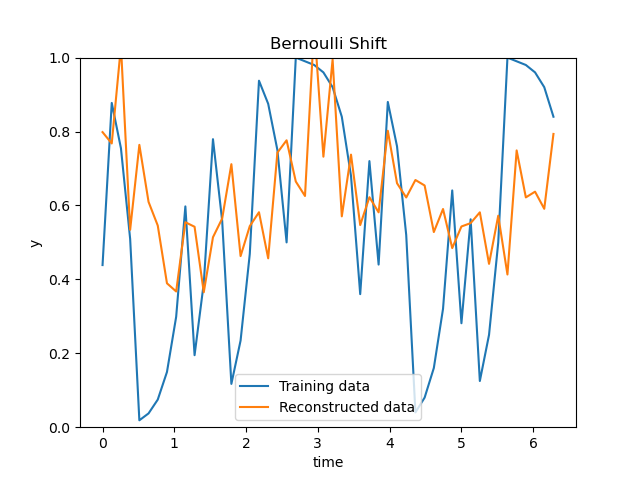 Bernoulli Shift
1.0
0.8
0.6
0.4
0.2
0.0
y
Training data
Reconstructed data
0 1 2 3 4 5 6
time